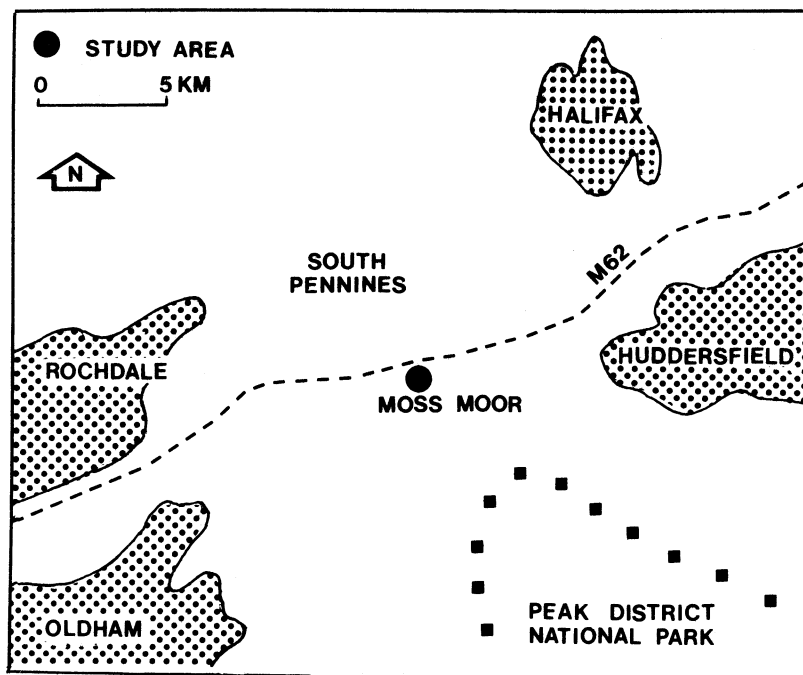 STUDY AREA
0 5 KM
N
HALIFAX
SOUTH
PENNINES
M62
ROCHDALE
HUDDERSFIELD
MOSS MOOR
OLDHAM
PEAK DISTRICT
NATIONAL PARK